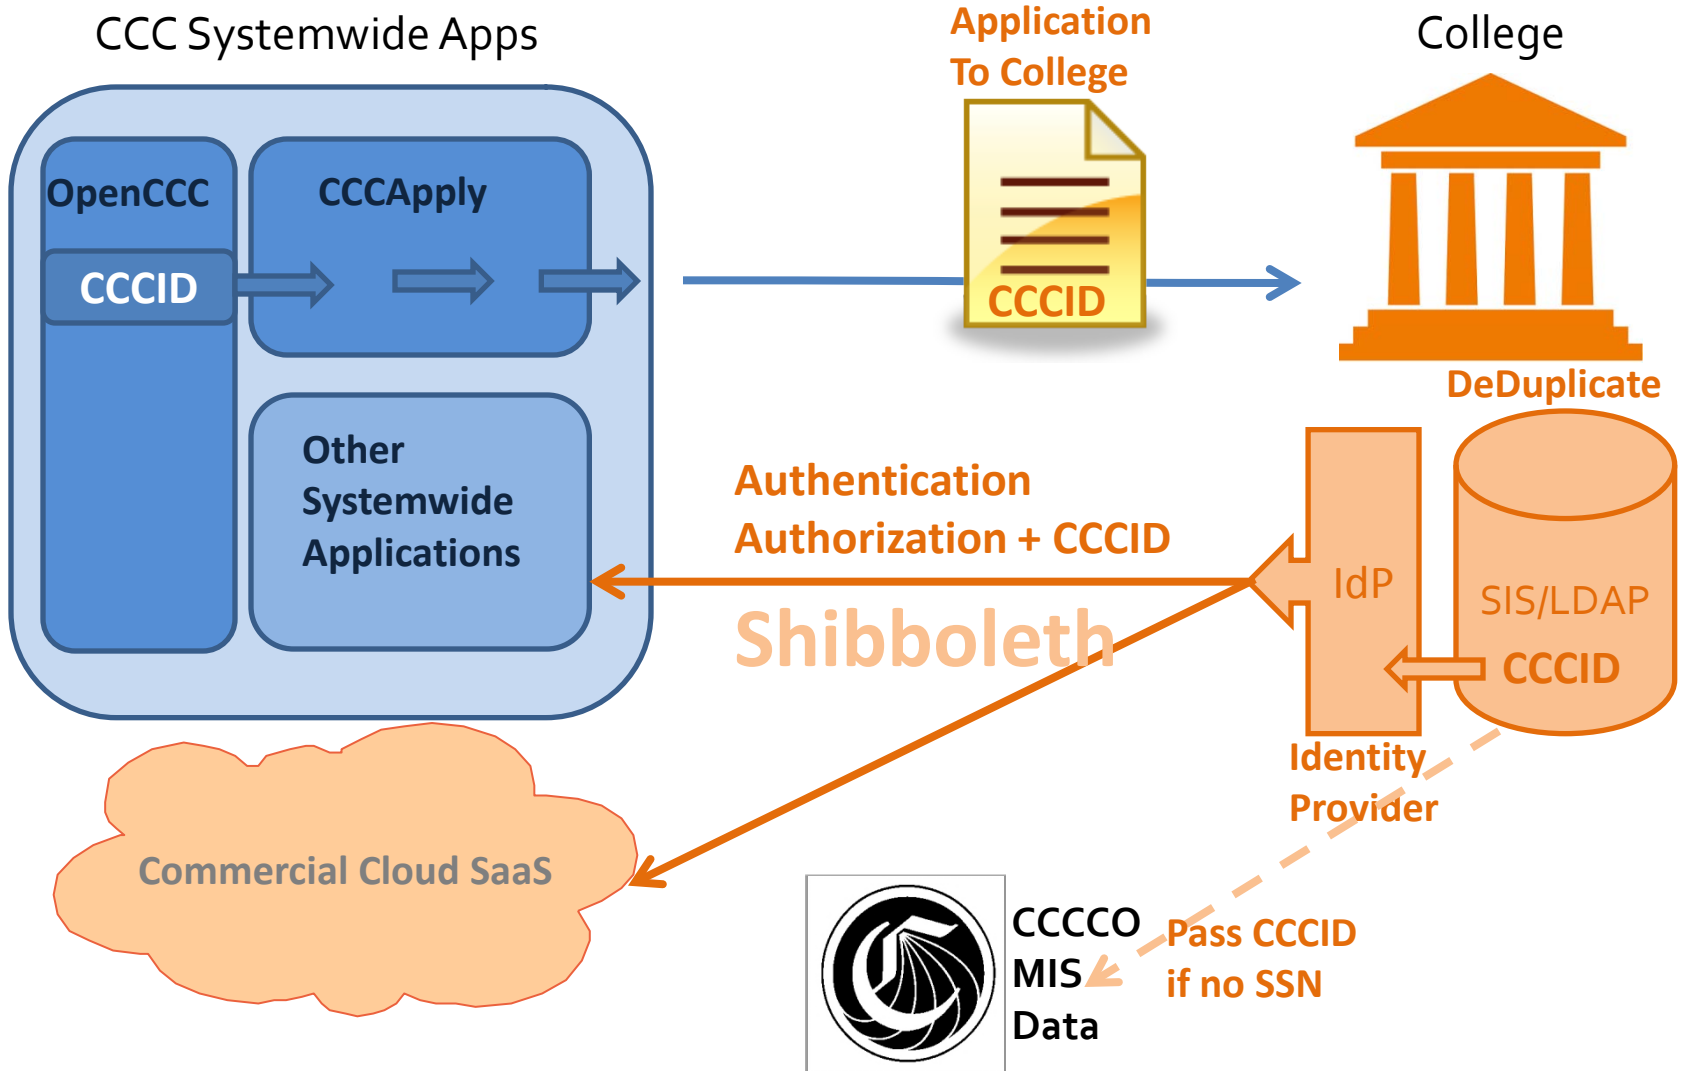 CCC Systemwide Apps
Application
To College
College
OpenCCC
CCCApply
CCCID
CCCID
DeDuplicate
Other
Systemwide
Applications
Authentication
Authorization + CCCID
Shibboleth
IdP
SIS/LDAP
CCCID
Identity
Provider
Commercial Cloud SaaS
CCCCO
MIS
Data
Pass CCCID
if no SSN